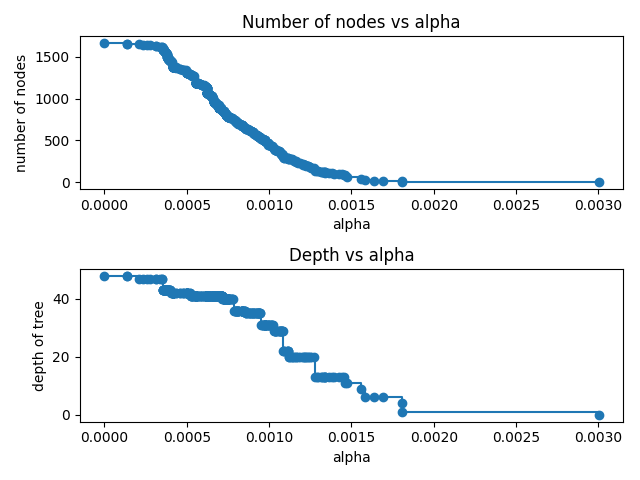 Number of nodes vs alpha
number of nodes
1500
1000
500
0
0.0000 0.0005 0.0010 0.0015 0.0020 0.0025 0.0030
alpha
Depth vs alpha
depth of tree
40
20
0
0.0000 0.0005 0.0010 0.0015 0.0020 0.0025 0.0030
alpha